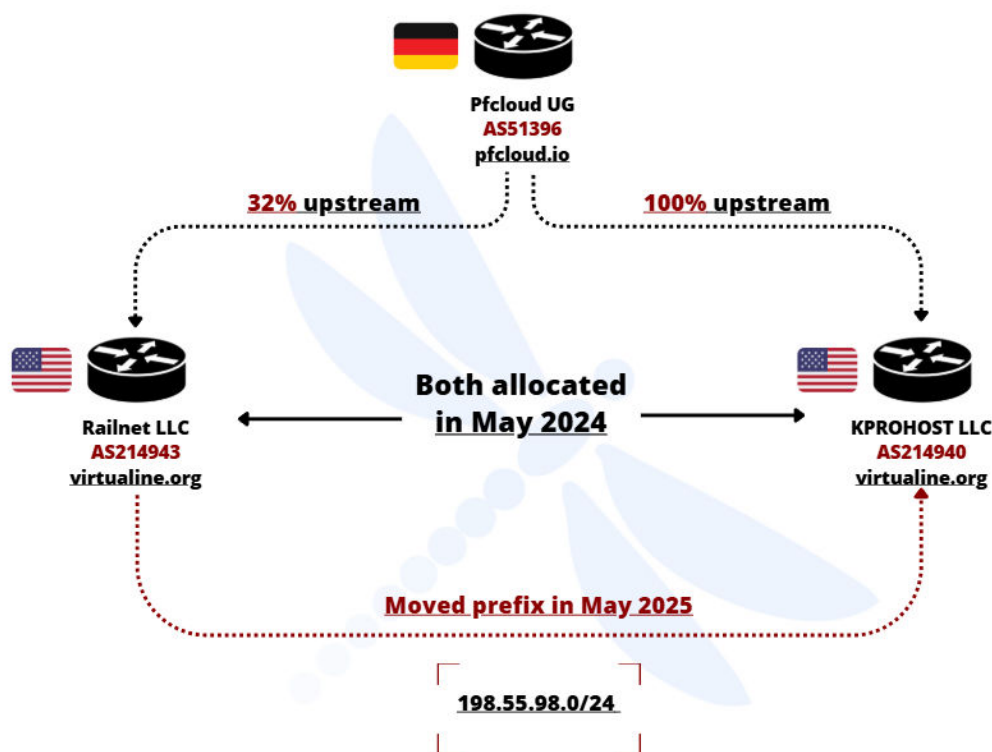 Pfcloud UG
AS51396
pfcloud.io
32% upstream
100% upstream
Both allocated
in May 2024
Railnet LLC
AS214943
virtualine.org
KPROHOST LLC
AS214940
virtualine.org
Moved prefix in May 2025
198.55.98.0/24